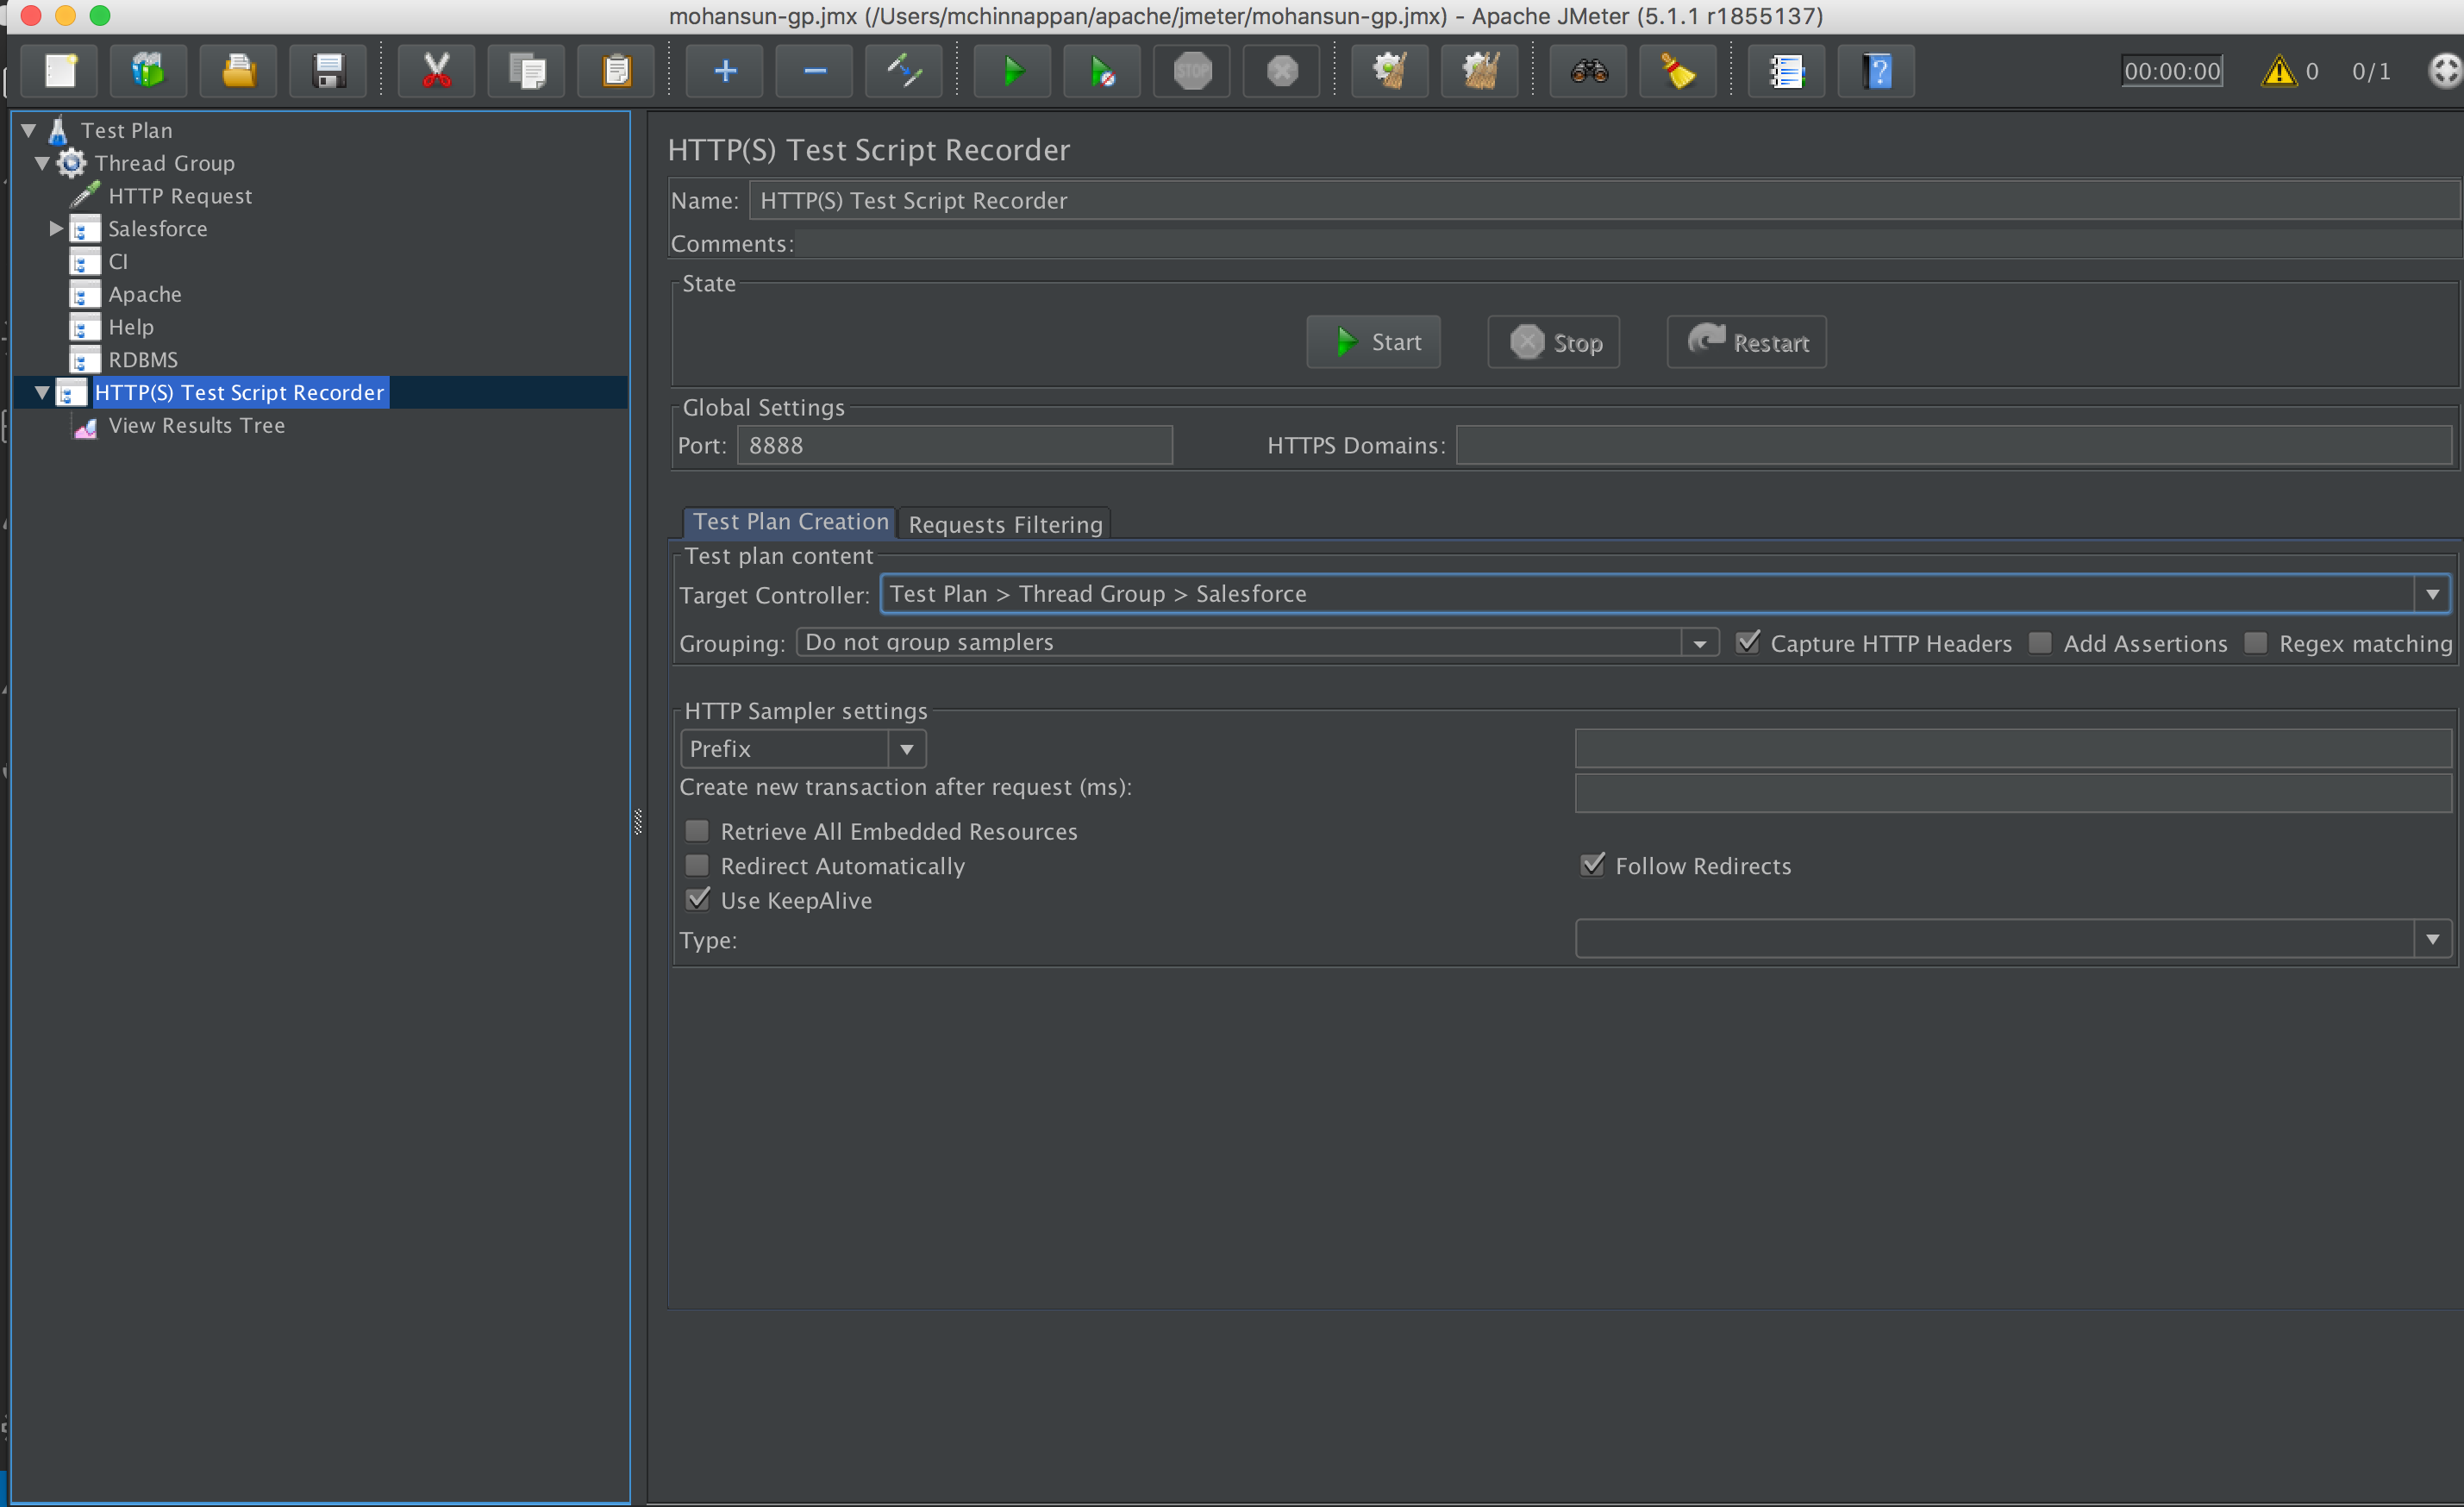 mohansun-gp.jmx (/Users/mchinnappan/apache/jmeter/mohansun-gp.jmx) - Apache JMeter (5.1.1 r1855137)
STOP
00:00:00 0 0/1
Test Plan
Thread Group
HTTP Request
Salesforce
CI
Apache
Help
RDBMS
HTTP(S) Test Script Recorder
View Results Tree
HTTP(S) Test Script Recorder
Name: HTTP(S) Test Script Recorder
Comments:
State
Start Stop Restart
Global Settings
Port: 8888 HTTPS Domains:
Test Plan Creation Requests Filtering
Test plan content
Target Controller: Test Plan > Thread Group > Salesforce
Grouping: Do not group samplers Capture HTTP Headers Add Assertions Regex matching
HTTP Sampler settings
Prefix
Create new transaction after request (ms):
Retrieve All Embedded Resources
Redirect Automatically Follow Redirects
Use KeepAlive
Type: